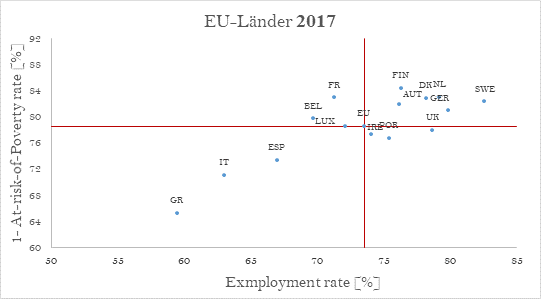 EU-Länder 2017
1- At-risk-of-Poverty rate [%]
92
88
84
80
76
72
68
64
60
FIN
DK
NL
SWE
FR
AUT
GER
BEL
LUX
EU
UK
IRE
POR
ESP
IT
GR
50
55
60
65
70
75
80
85
Exmployment rate [%]